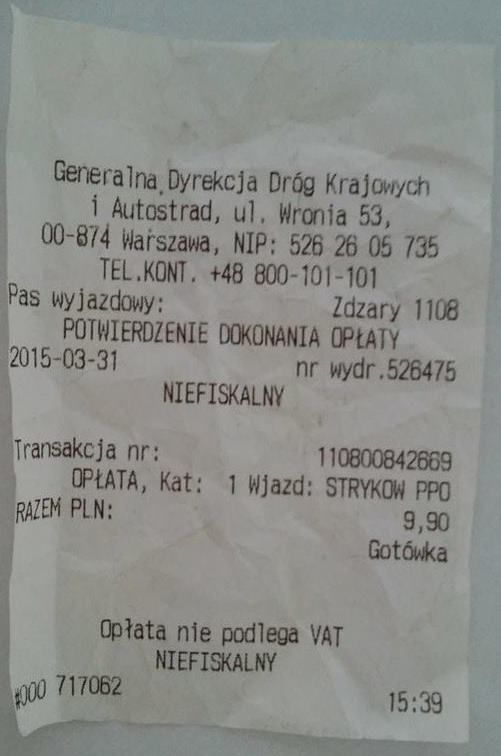 Generalna Dyrekcja Dróg Krajowych
i Autostrad, ul. Wronia 53,
00-874 Warszawa, NIP: 526 26 05 735
TEL.KONT. +48 800-101-101
Pas wyjazdowy: Zdzary 1108
POTWIERDZENIE DOKONANIA OPŁATY
2015-03-31 nr wydr.526475
NIEFISKALNY
Transakcja nr: 110800842669
OPŁATA, Kat: 1 Wjazd: STRYKOW PPO
RAZEM PLN: 9,90
Gotówka
Opłata nie podlega VAT
NIEFISKALNY
#000 717062 15:39